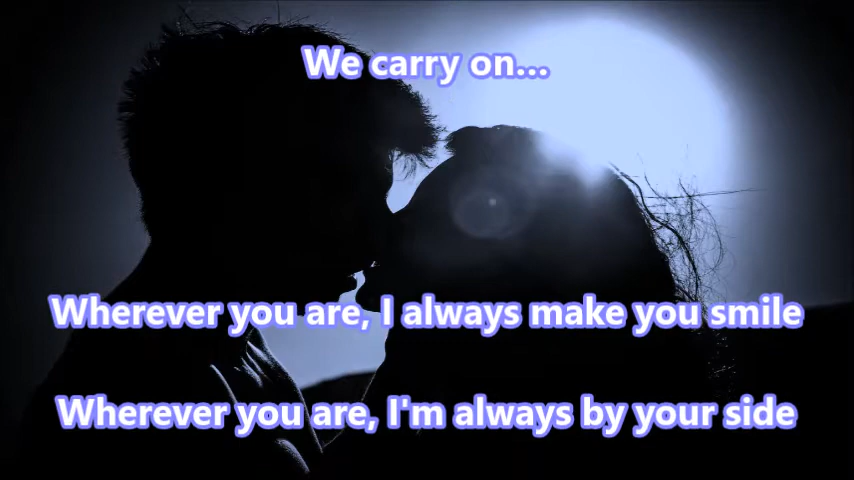 We carry on...
Wherever you are, I always make you smile
Wherever you are, I'm always by your side